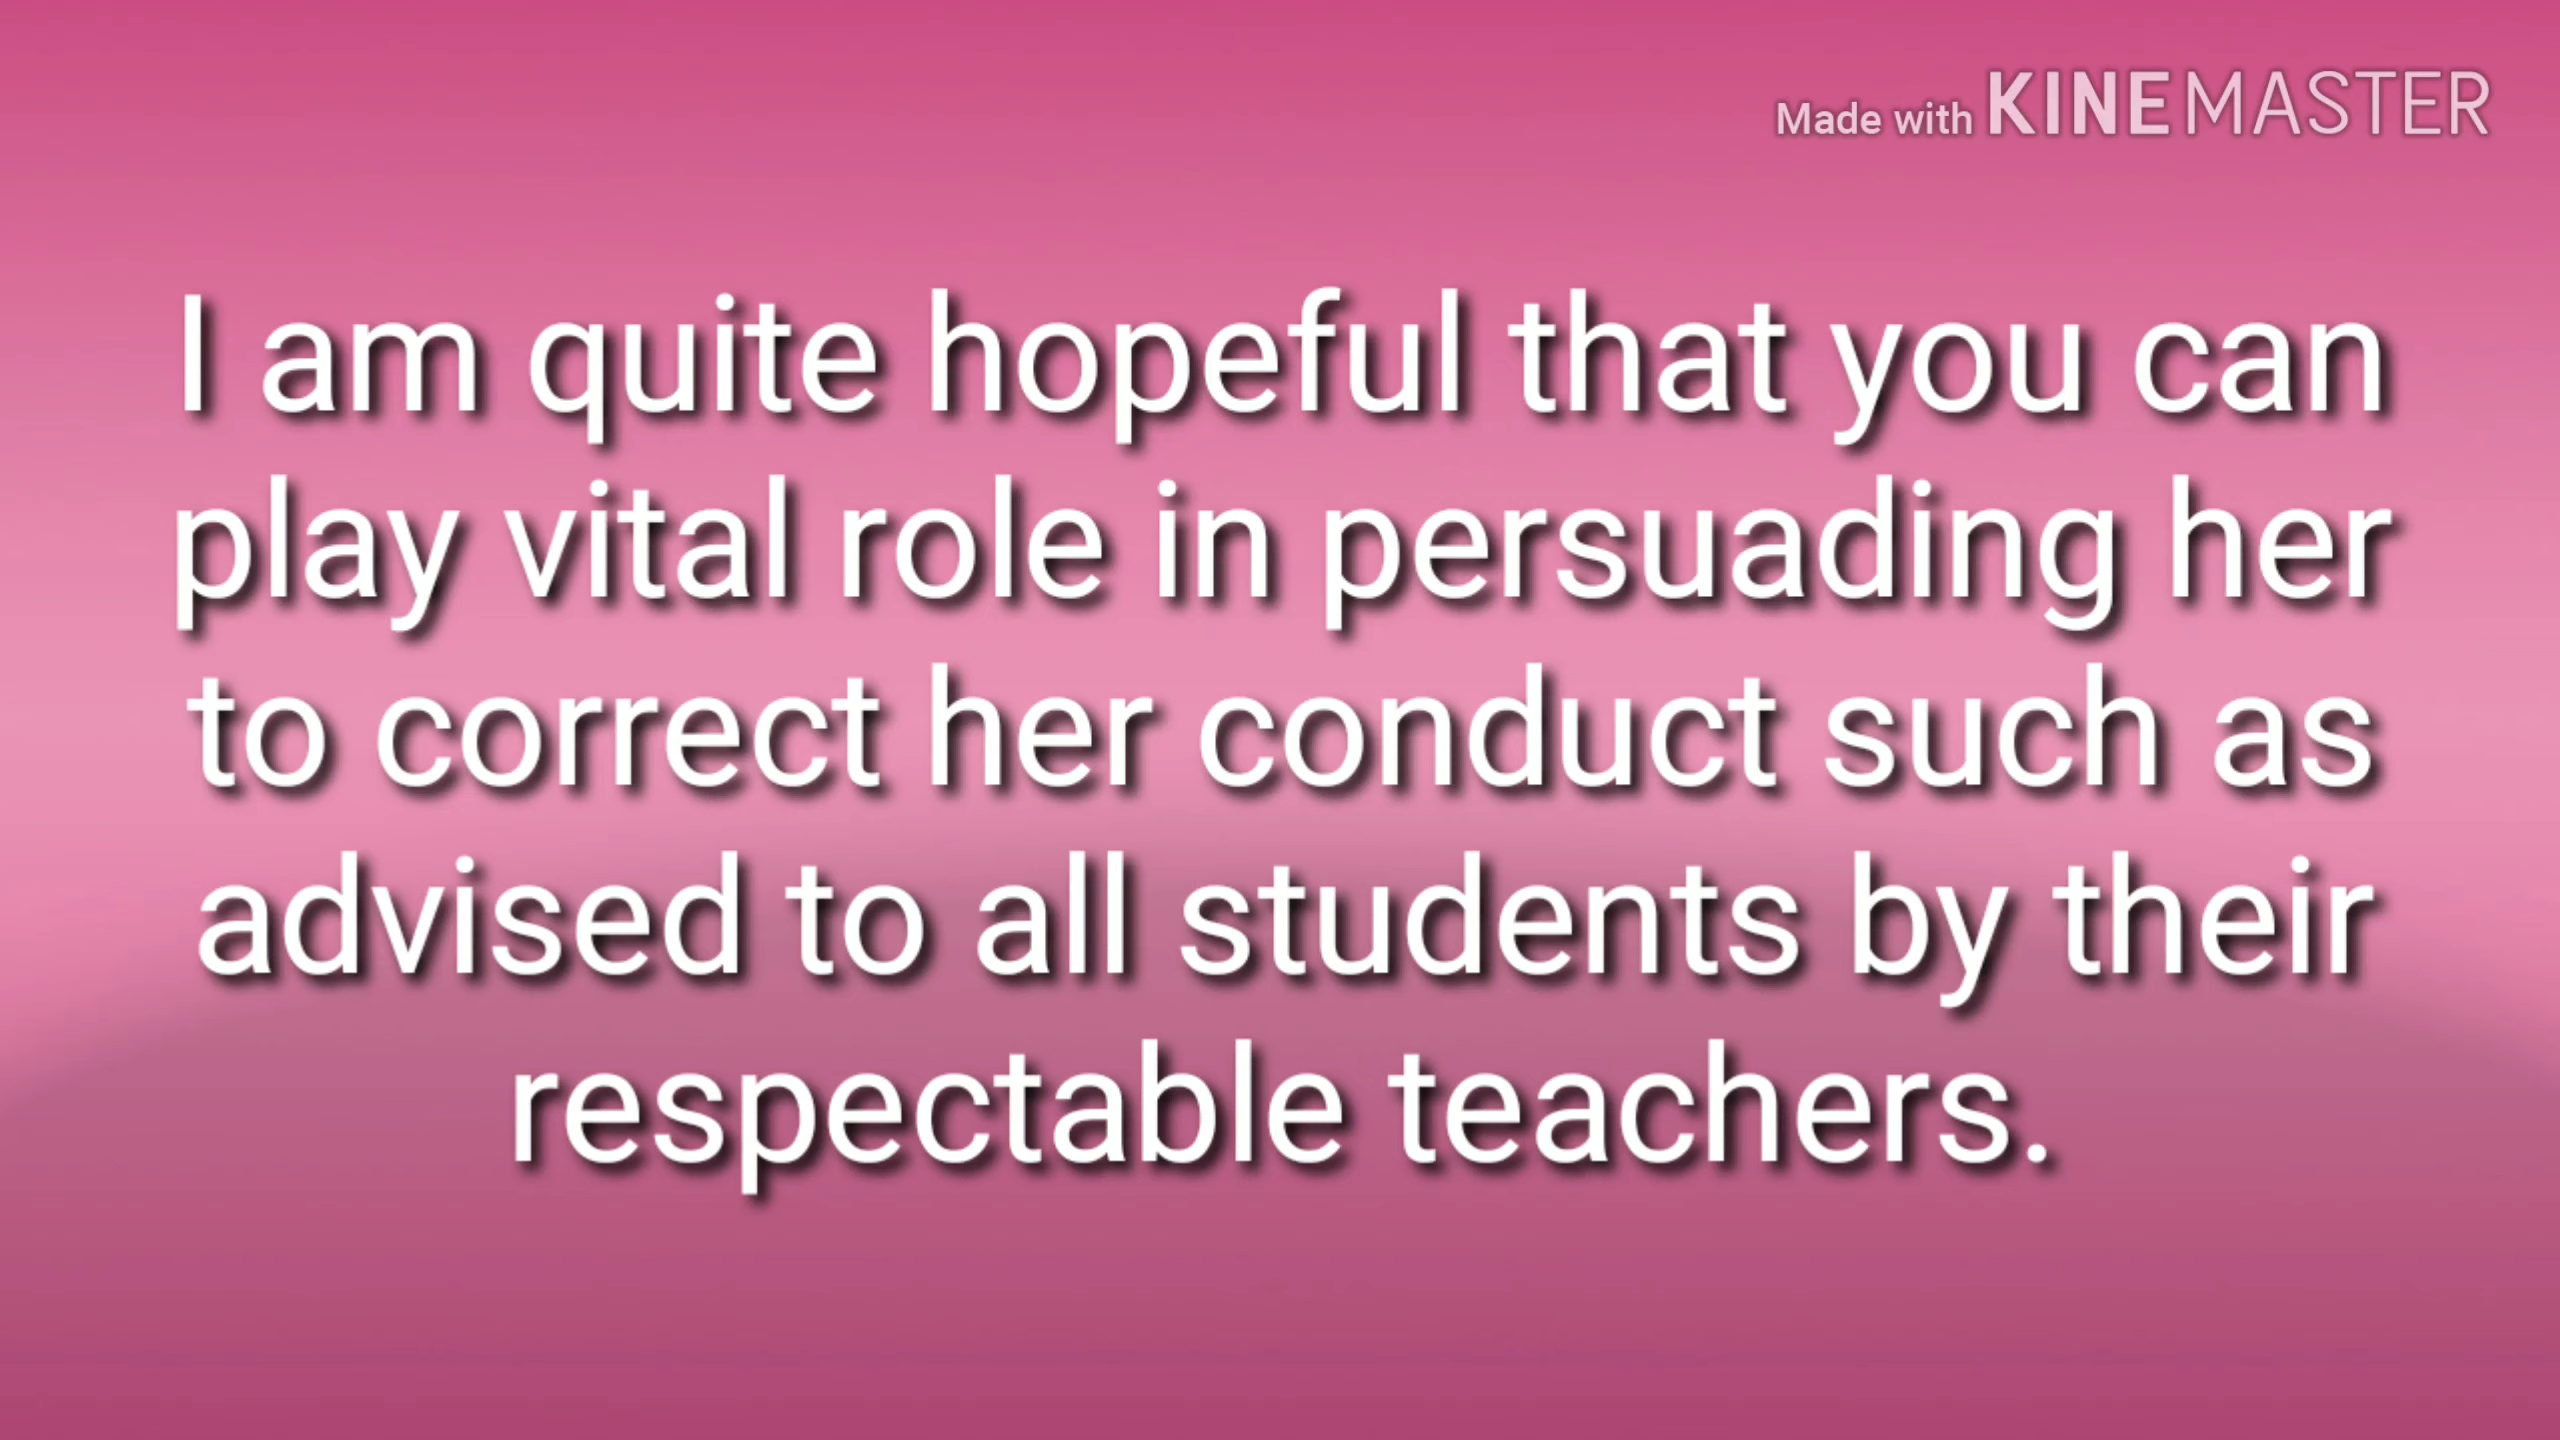 Made with KINEMASTER
I am quite hopeful that you can
play vital role in persuading her
to correct her conduct such as
advised to all students by their
respectable teachers.